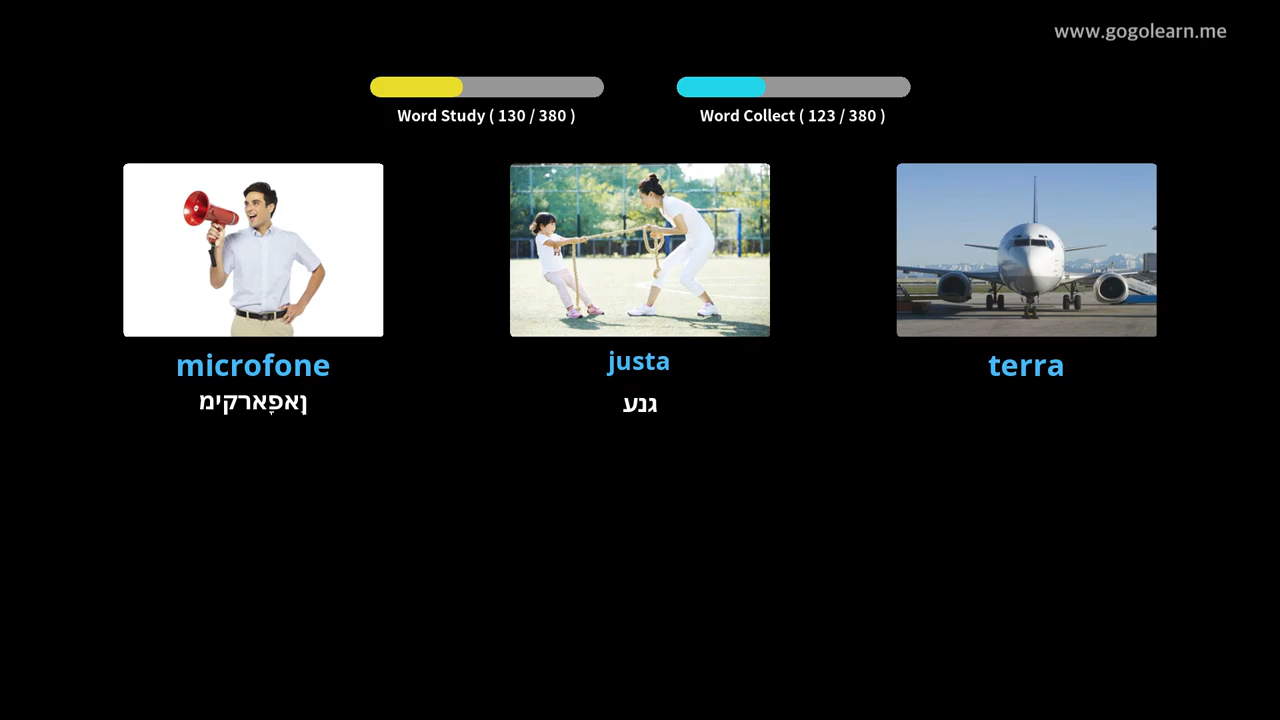 www.gogolearn.me
Word Study ( 130 / 380 )
Word Collect ( 123 / 380 )
microfone
ןָאפָארקימ
justa
גנע
terra